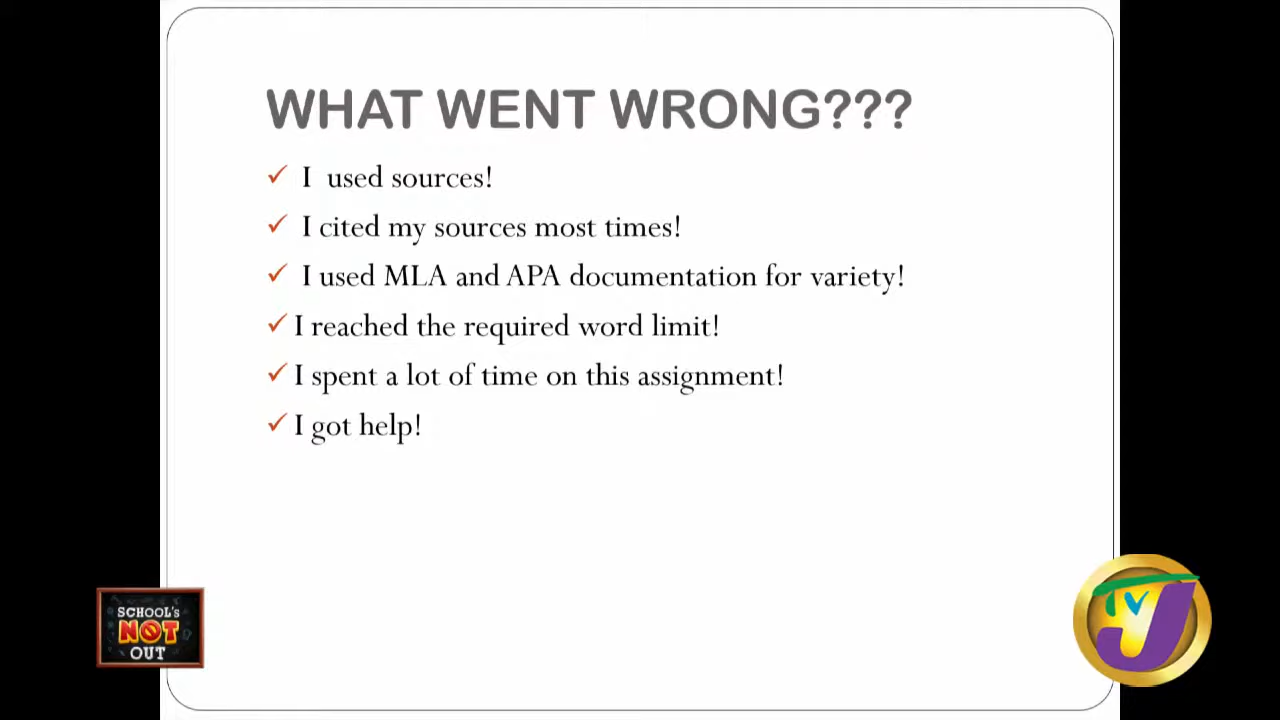 WHAT WENT WRONG???
✓ I used sources!
✓ I cited my sources most times!
✓ I used MLA and APA documentation for variety!
✓ I reached the required word limit!
✓ I spent a lot of time on this assignment!
✓ I got help!
SCHOOL's
NOT
OUT
TVJ